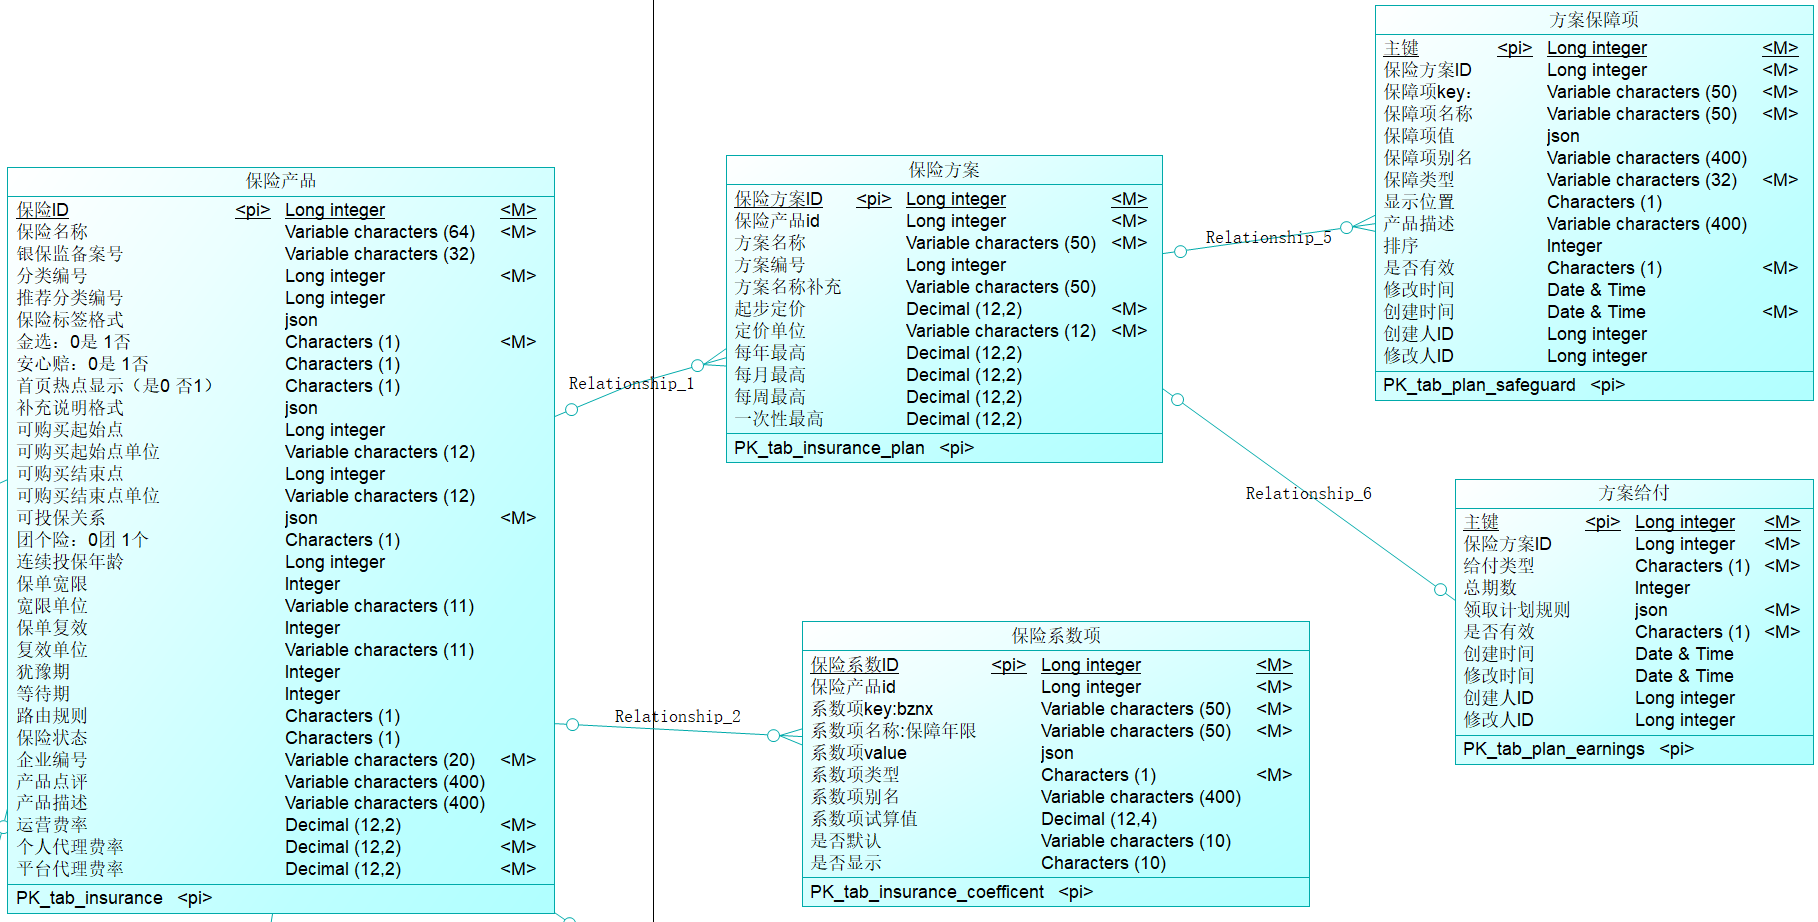 保险产品
保险ID <pi> Long integer <M>
保险名称 Variable characters (64) <M>
银保监备案号 Variable characters (32)
分类编号 Long integer <M>
推荐分类编号 Long integer
保险标签格式 json
金选：0是 1否 Characters (1) <M>
安心赔：0是 1否 Characters (1)
首页热点显示（是0 否1） Characters (1)
补充说明格式 json
可购买起始点 Long integer
可购买起始点单位 Variable characters (12)
可购买结束点 Long integer
可购买结束点单位 Variable characters (12)
可投保关系 json <M>
团个险：0团 1个 Characters (1)
连续投保年龄 Long integer
保单宽限 Integer
宽限单位 Variable characters (11)
保单复效 Integer
复效单位 Variable characters (11)
犹豫期 Integer
等待期 Integer
路由规则 Characters (1)
保险状态 Characters (1)
企业编号 Variable characters (20) <M>
产品点评 Variable characters (400)
产品描述 Variable characters (400)
运营费率 Decimal (12,2) <M>
个人代理费率 Decimal (12,2) <M>
平台代理费率 Decimal (12,2) <M>
PK_tab_insurance <pi>
Relationship_1
Relationship_2
保险方案
保险方案ID <pi> Long integer <M>
保险产品id Long integer <M>
方案名称 Variable characters (50) <M>
方案编号 Long integer
方案名称补充 Variable characters (50)
起步定价 Decimal (12,2) <M>
定价单位 Variable characters (12) <M>
每年最高 Decimal (12,2)
每月最高 Decimal (12,2)
每周最高 Decimal (12,2)
一次性最高 Decimal (12,2)
PK_tab_insurance_plan <pi>
保险系数项
保险系数ID <pi> Long integer <M>
保险产品id Long integer <M>
系数项key:bznx Variable characters (50) <M>
系数项名称:保障年限 Variable characters (50) <M>
系数项value json
系数项类型 Characters (1) <M>
系数项别名 Variable characters (400)
系数项试算值 Decimal (12,4)
是否默认 Variable characters (10)
是否显示 Characters (10)
PK_tab_insurance_coefficent <pi>
Relationship_5
Relationship_6
方案保障项
主键 <pi> Long integer <M>
保险方案ID Long integer <M>
保障项key： Variable characters (50) <M>
保障项名称 Variable characters (50) <M>
保障项值 json
保障项别名 Variable characters (400)
保障类型 Variable characters (32) <M>
显示位置 Characters (1)
产品描述 Variable characters (400)
排序 Integer
是否有效 Characters (1) <M>
修改时间 Date & Time
创建时间 Date & Time <M>
创建人ID Long integer
修改人ID Long integer
PK_tab_plan_safeguard <pi>
方案给付
主键 <pi> Long integer <M>
保险方案ID Long integer <M>
给付类型 Characters (1) <M>
总期数 Integer
领取计划规则 json <M>
是否有效 Characters (1) <M>
创建时间 Date & Time
修改时间 Date & Time
创建人ID Long integer
修改人ID Long integer
PK_tab_plan_earnings <pi>